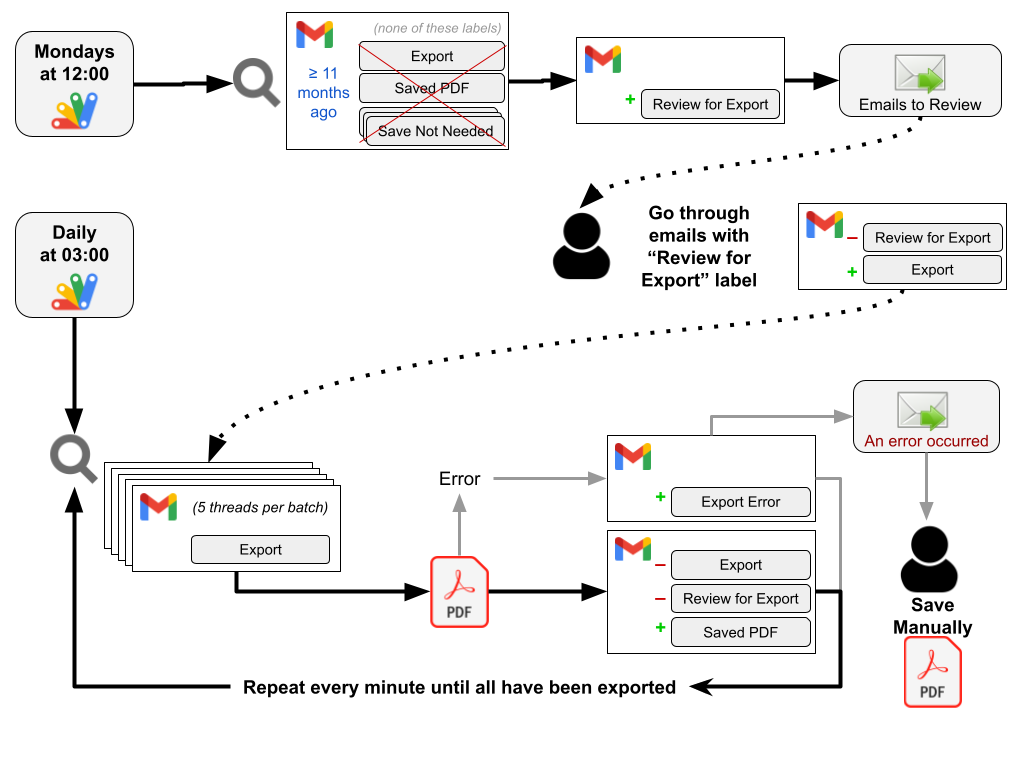 Mondays
at 12:00
≥ 11
months
ago
(none of these labels)
Export
Saved PDF
Save Not Needed
+
Review for Export
Emails to Review
Daily
at 03:00
Go through
emails with
“Review for
Export” label
–
Review for Export
+
Export
(5 threads per batch)
Export
Error
PDF
+
Export Error
An error occurred
–
Export
–
Review for Export
+
Saved PDF
Save
Manually
PDF
Repeat every minute until all have been exported